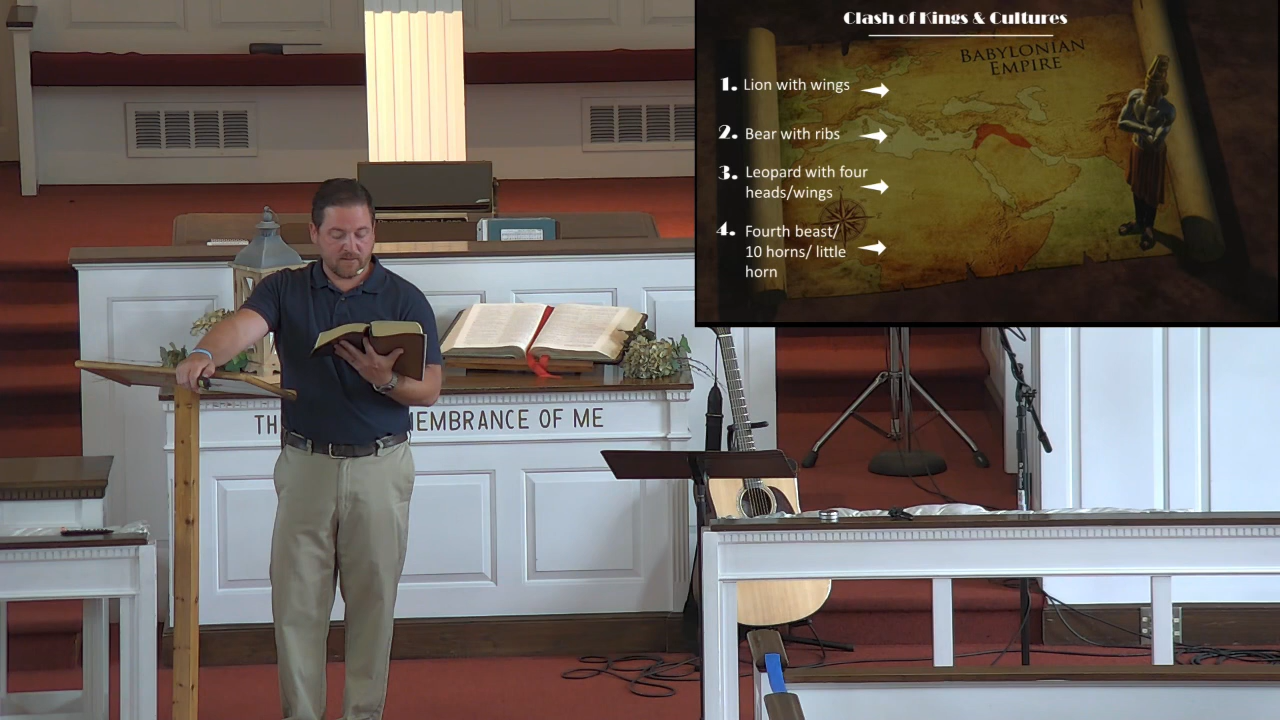 Clash of Kings & Cultures
BABYLONIAN
EMPIRE
1. Lion with wings
2. Bear with ribs
3. Leopard with four
heads/wings
4. Fourth beast/
10 horns/ little
horn
TH EMBRANCE OF ME